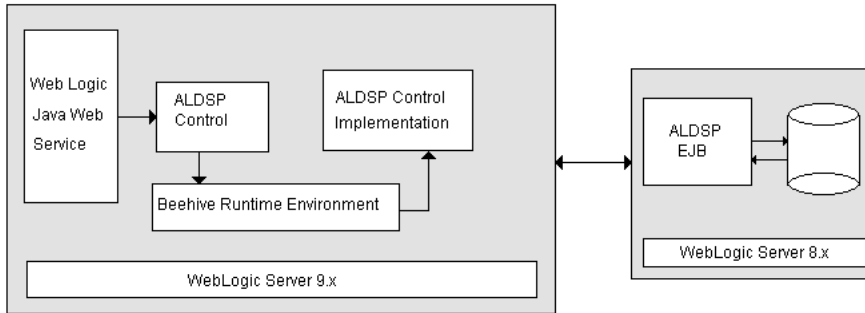 Web Logic
Java Web
Service
ALDSP
Control
ALDSP Control
Implementation
Beehive Runtime Environment
WebLogic Server 9.x
ALDSP
EJB
WebLogic Server 8.x